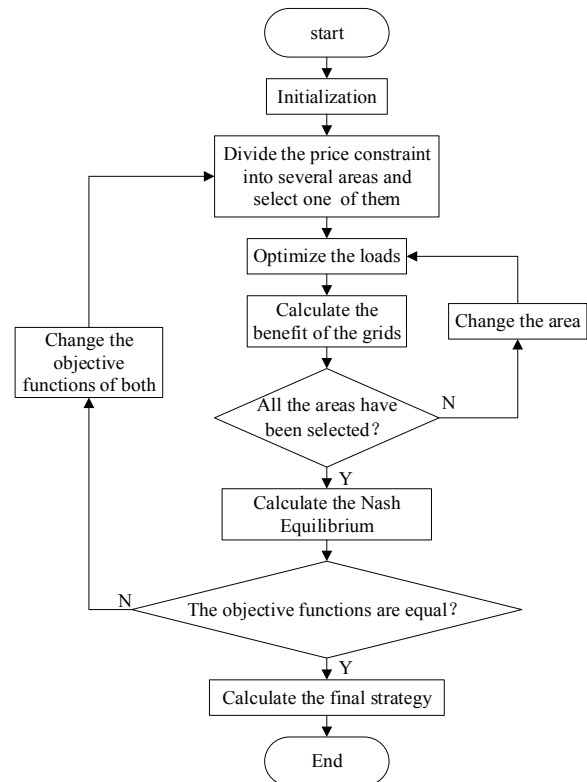 start
Initialization
Divide the price constraint
into several areas and
select one of them
Optimize the loads
Calculate the
benefit of the grids
Change the area
Change the
objective
functions of both
All the areas have
been selected？
N
Y
Calculate the Nash
Equilibrium
N
The objective functions are equal？
Y
Calculate the final strategy
End